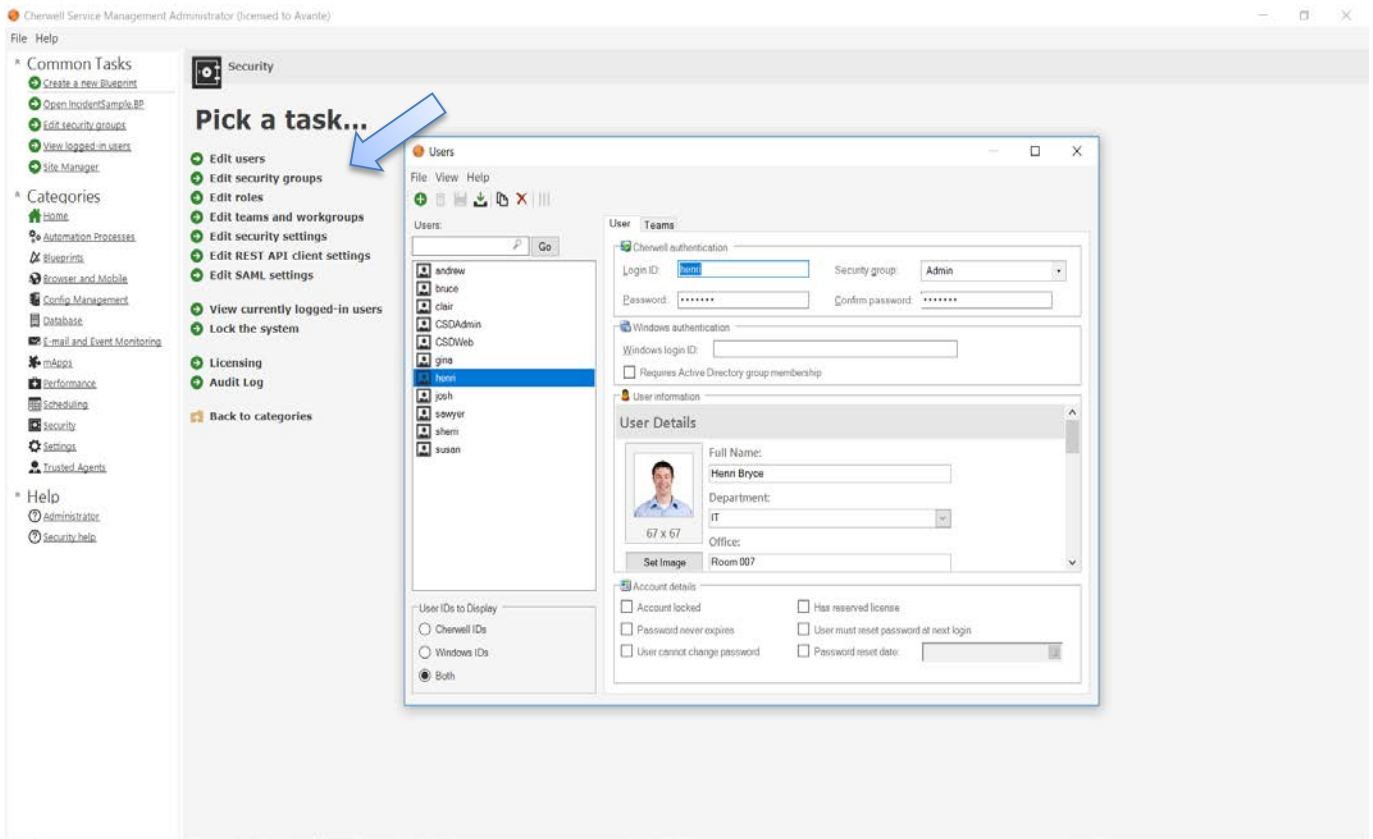 Cherwell Service Management Administrator (licensed to Avante)
File Help
Common Tasks
Create a new Blueprint
Open IncidentSample.BP
Edit security groups
View logged-in users
Site Manager
Categories
Home
Automation Processes
Blueprints
Browser and Mobile
Config Management
Database
E-mail and Event Monitoring
mApps
Performance
Scheduling
Security
Settings
Trusted Agents
Help
Administrator
Security help
Security
Pick a task...
Edit users
Edit security groups
Edit roles
Edit teams and workgroups
Edit security settings
Edit REST API client settings
Edit SAML settings
View currently logged-in users
Lock the system
Licensing
Audit Log
Back to categories
Users
File View Help
Users:
Go
andrew
bruce
clair
CSDAdmin
CSDWeb
gina
henri
josh
sawyer
sherri
susan
User IDs to Display
Cherwell IDs
Windows IDs
Both
User Teams
Cherwell authentication
Login ID: henri Security group: Admin
Password: ••••••• Confirm password: •••••••
Windows authentication
Windows login ID:
Requires Active Directory group membership
User information
User Details
67 x 67
Set Image
Full Name:
Henri Bryce
Department:
IT
Office:
Room 007
Account details
Account locked Has reserved license
Password never expires User must reset password at next login
User cannot change password Password reset date: